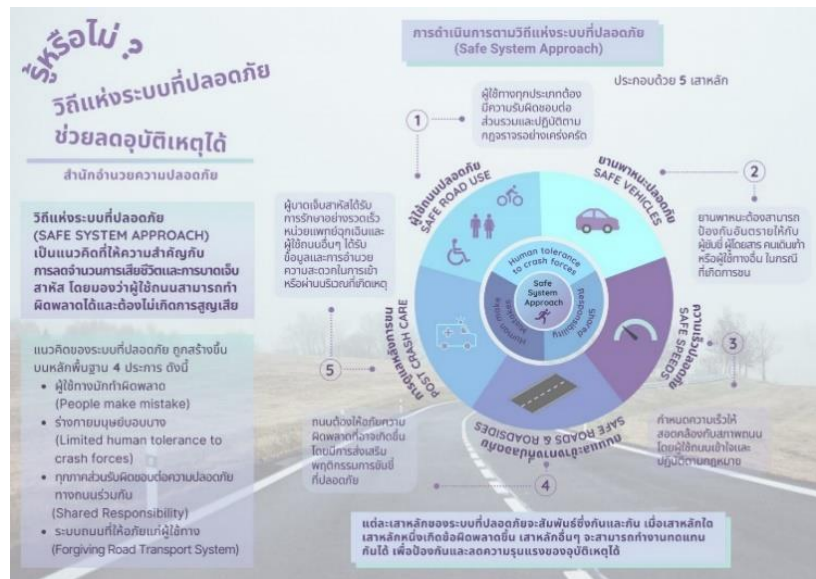 รู้หรือไม่ ?
วิถีแห่งระบบที่ปลอดภัย
ช่วยลดอุบัติเหตุได้
สำนักอำนวยความปลอดภัย
วิถีแห่งระบบที่ปลอดภัย
(SAFE SYSTEM APPROACH)
เป็นแนวคิดที่ให้ความสำคัญกับ
การลดจำนวนการเสียชีวิตและการบาดเจ็บ
สาหัส โดยมองว่าผู้ใช้ถนนสามารถทำ
ผิดพลาดได้และต้องไม่เกิดการสูญเสีย
แนวคิดของระบบที่ปลอดภัย ถูกสร้างขึ้น
บนหลักพื้นฐาน 4 ประการ ดังนี้
• ผู้ใช้ทางมักทำผิดพลาด
(People make mistake)
• ร่างกายมนุษย์บอบบาง
(Limited human tolerance to
crash forces)
• ทุกภาคส่วนรับผิดชอบต่อความปลอดภัย
ทางถนนร่วมกัน
(Shared Responsibility)
• ระบบถนนที่ให้อภัยแก่ผู้ใช้ทาง
(Forgiving Road Transport System)
การดำเนินการตามวิถีแห่งระบบที่ปลอดภัย
(Safe System Approach)
ประกอบด้วย 5 เสาหลัก
1
ผู้ใช้ทางทุกประเภทต้อง
มีความรับผิดชอบต่อ
ส่วนรวมและปฏิบัติตาม
กฎจราจรอย่างเคร่งครัด
ผู้ใช้ถนนปลอดภัย
SAFE ROAD USE
ยานพาหนะปลอดภัย
SAFE VEHICLES
2
ยานพาหนะต้องสามารถ
ป้องกันอันตรายให้กับ
ผู้ขับขี่ ผู้โดยสาร คนเดินเท้า
หรือผู้ใช้ทางอื่น ในกรณี
ที่เกิดการชน
ความเร็วปลอดภัย
SAFE SPEEDS
3
กำหนดความเร็วให้
สอดคล้องกับสภาพถนน
โดยผู้ใช้ถนนเข้าใจและ
ปฏิบัติตามกฎหมาย
ถนนและข้างทางปลอดภัย
SAFE ROADS & ROADSIDES
4
ถนนต้องให้อภัยความ
ผิดพลาดที่อาจเกิดขึ้น
โดยมีการส่งเสริม
พฤติกรรมการขับขี่
ที่ปลอดภัย
การดูแลหลังการชน
POST CRASH CARE
5
ผู้บาดเจ็บสาหัสได้รับ
การรักษาอย่างรวดเร็ว
หน่วยแพทย์ฉุกเฉินและ
ผู้ใช้ถนนอื่นๆ ได้รับ
ข้อมูลและการอำนวย
ความสะดวกในการเข้า
หรือผ่านบริเวณที่เกิดเหตุ
Human tolerance
to crash forces
Shared
Responsibility
Human make
Mistakes
Safe
System
Approach
แต่ละเสาหลักของระบบที่ปลอดภัยจะสัมพันธ์ซึ่งกันและกัน เมื่อเสาหลักใด
เสาหลักหนึ่งเกิดข้อผิดพลาดขึ้น เสาหลักอื่นๆ จะสามารถทำงานทดแทน
กันได้ เพื่อป้องกันและลดความรุนแรงของอุบัติเหตุได้